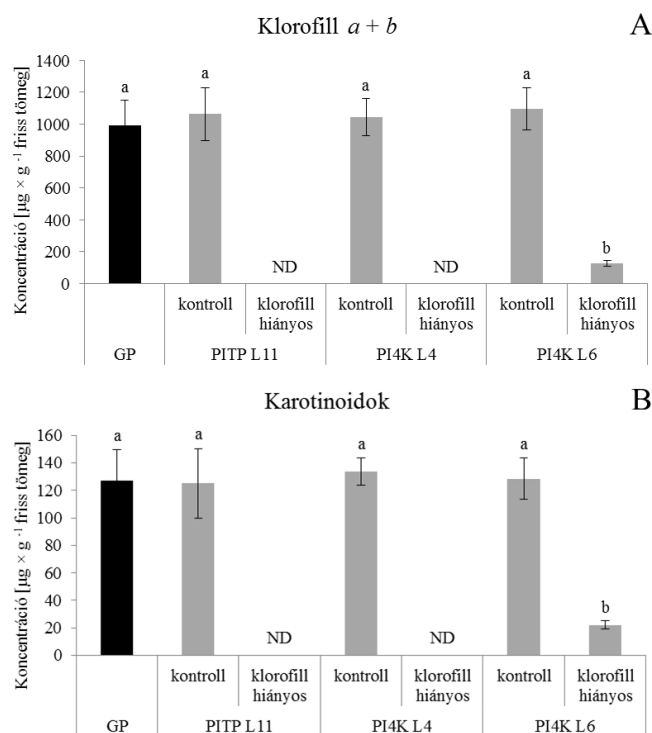 Klorofill a + b
A
Koncentráció [µg × g -1 friss tömeg]
1400
1200
1000
800
600
400
200
0
a
a
ND
a
ND
a
b
kontroll
klorofill hiányos
kontroll
klorofill hiányos
kontroll
klorofill hiányos
GP
PITP L11
PI4K L4
PI4K L6
Karotinoidok
B
Koncentráció [µg × g -1 friss tömeg]
160
140
120
100
80
60
40
20
0
a
a
ND
a
ND
a
b
kontroll
klorofill hiányos
kontroll
klorofill hiányos
kontroll
klorofill hiányos
GP
PITP L11
PI4K L4
PI4K L6